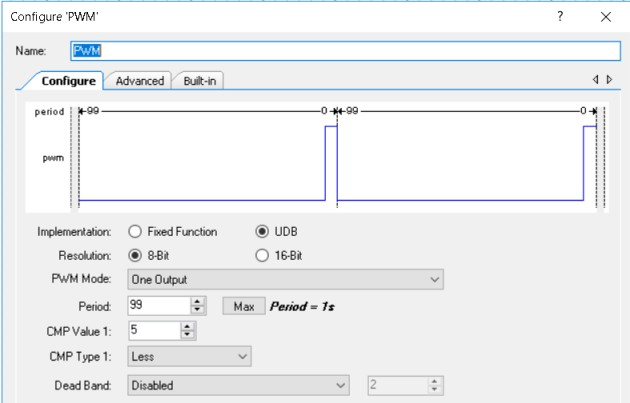 Configure 'PWM' ? ×
Name: PWM
Configure Advanced Built-in
period 99 0 99 0
pwm
Implementation: Fixed Function UDB
Resolution: 8-Bit 16-Bit
PWM Mode: One Output
Period: 99 Max Period = 1s
CMP Value 1: 5
CMP Type 1: Less
Dead Band: Disabled 2